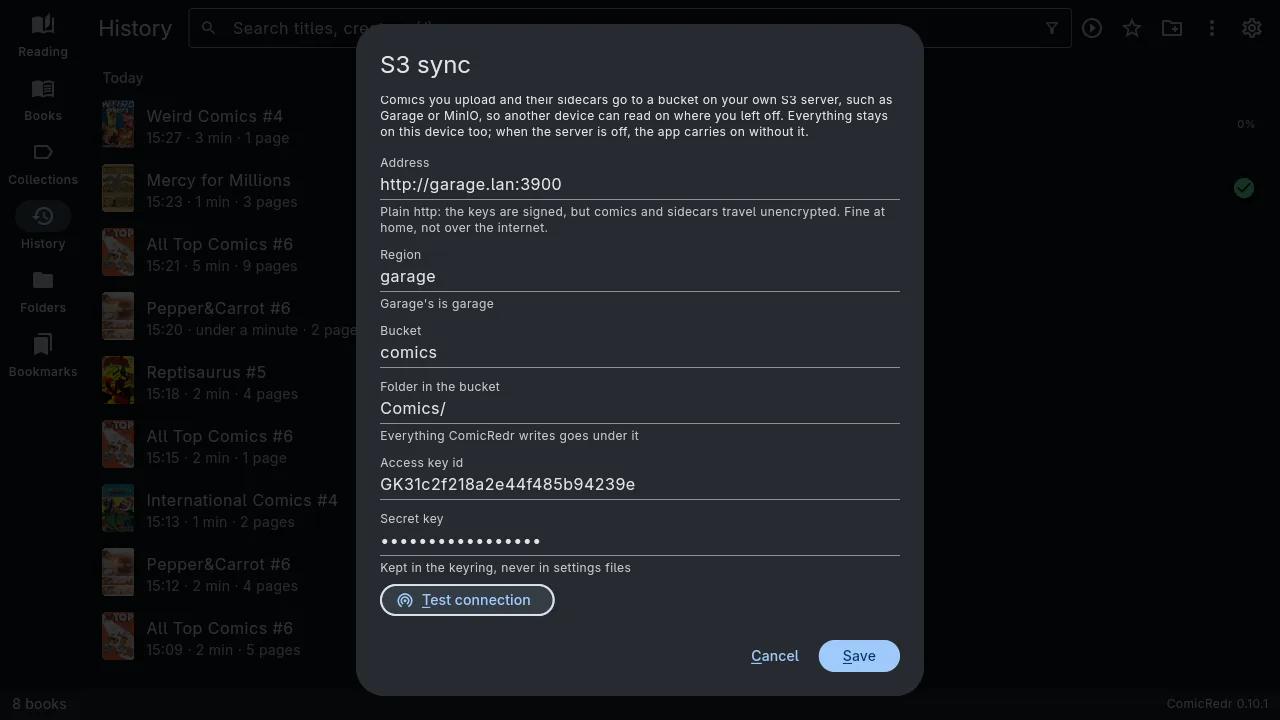 Reading
Books
Collections
History
Folders
Bookmarks
History
Search titles, cre
Today
Weird Comics #4
15:27 · 3 min · 1 page
0%
Mercy for Millions
15:23 · 1 min · 3 pages
All Top Comics #6
15:21 · 5 min · 9 pages
Pepper&Carrot #6
15:20 · under a minute · 2 page
Reptisaurus #5
15:18 · 2 min · 4 pages
All Top Comics #6
15:15 · 2 min · 1 page
International Comics #4
15:13 · 1 min · 2 pages
Pepper&Carrot #6
15:12 · 2 min · 4 pages
All Top Comics #6
15:09 · 2 min · 5 pages
8 books
ComicRedr 0.10.1
S3 sync
Comics you upload and their sidecars go to a bucket on your own S3 server, such as
Garage or MinIO, so another device can read on where you left off. Everything stays
on this device too; when the server is off, the app carries on without it.
Address
http://garage.lan:3900
Plain http: the keys are signed, but comics and sidecars travel unencrypted. Fine at
home, not over the internet.
Region
garage
Garage's is garage
Bucket
comics
Folder in the bucket
Comics/
Everything ComicRedr writes goes under it
Access key id
GK31c2f218a2e44f485b94239e
Secret key
•••••••••••••••••
Kept in the keyring, never in settings files
Test connection
Cancel
Save